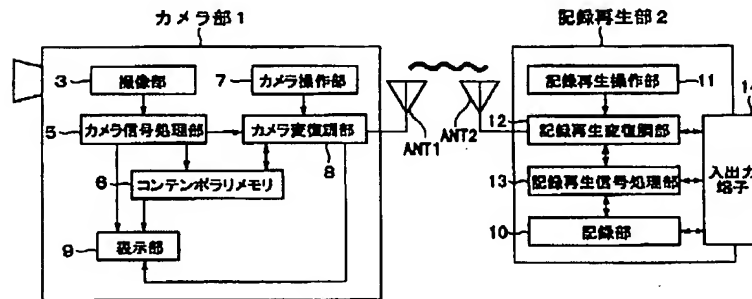 カメラ部1
記録再生部2
3
撮像部
7
カメラ操作部
記録再生操作部
11
14
5
カメラ信号処理部
カメラ変復調部
8
ANT1
ANT2
12
記録再生変復調部
6
コンテンポラリメモリ
13
記録再生信号処理部
入出力
端子
9
表示部
10
記録部